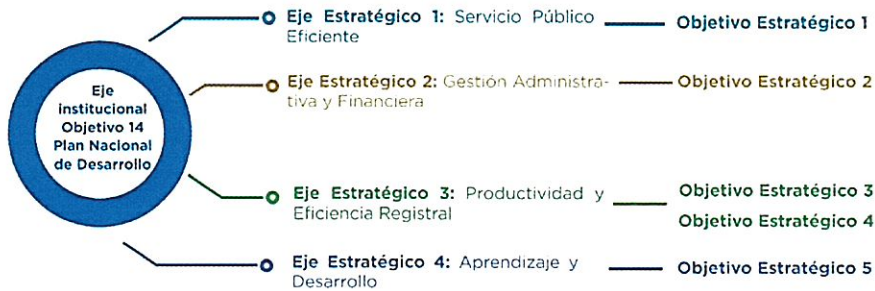 Eje
institucional
Objetivo 14
Plan Nacional
de Desarrollo
Eje Estratégico 1: Servicio Público
Eficiente
Objetivo Estratégico 1
Eje Estratégico 2: Gestión Administra-
tiva y Financiera
Objetivo Estratégico 2
Eje Estratégico 3: Productividad y
Eficiencia Registral
Objetivo Estratégico 3
Objetivo Estratégico 4
Eje Estratégico 4: Aprendizaje y
Desarrollo
Objetivo Estratégico 5